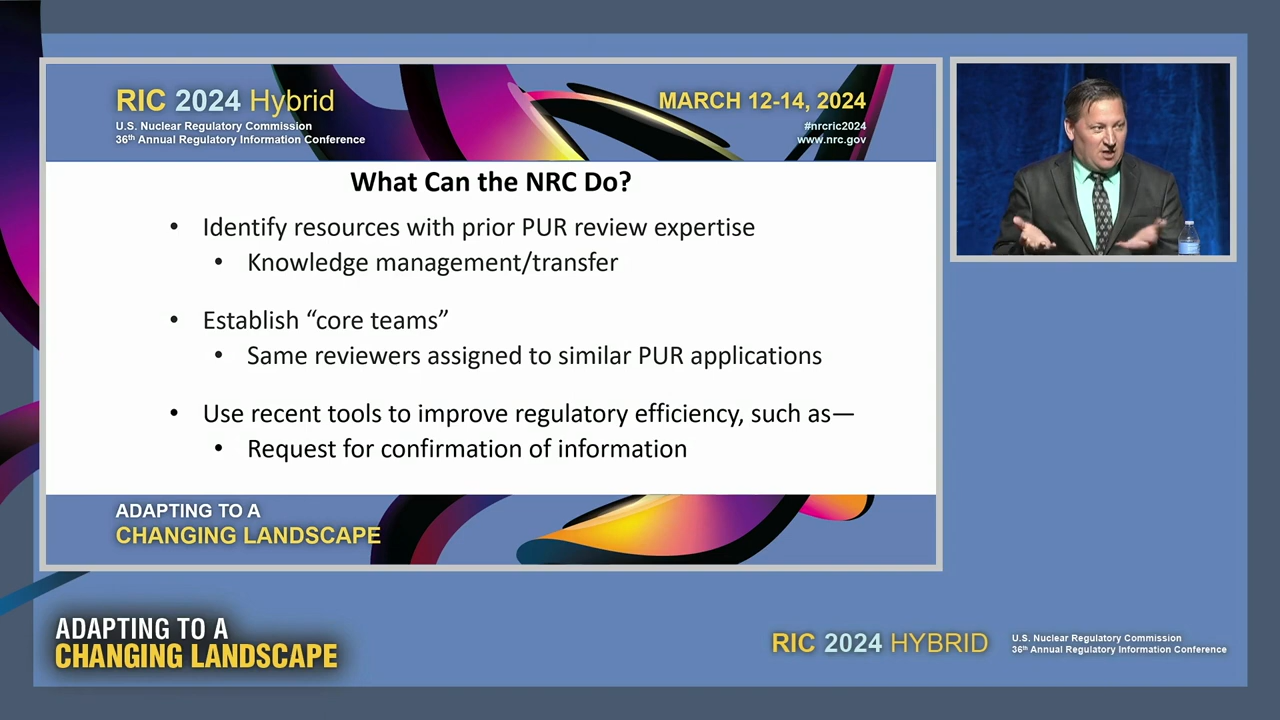 RIC 2024 Hybrid
U.S. Nuclear Regulatory Commission
36th Annual Regulatory Information Conference
MARCH 12-14, 2024
#nrcric2024
www.nrc.gov
What Can the NRC Do?
• Identify resources with prior PUR review expertise
• Knowledge management/transfer
• Establish “core teams”
• Same reviewers assigned to similar PUR applications
• Use recent tools to improve regulatory efficiency, such as—
• Request for confirmation of information
ADAPTING TO A
CHANGING LANDSCAPE
ADAPTING TO A
CHANGING LANDSCAPE
RIC 2024 HYBRID
U.S. Nuclear Regulatory Commission
36th Annual Regulatory Information Conference